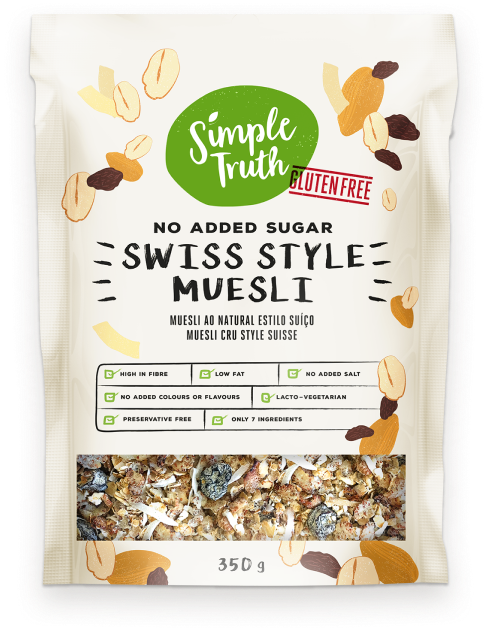 Simple
Truth
GLUTEN FREE
NO ADDED SUGAR
SWISS STYLE
MUESLI
MUESLI AO NATURAL ESTILO SUÍÇO
MUESLI CRU STYLE SUISSE
HIGH IN FIBRE
LOW FAT
NO ADDED SALT
NO ADDED COLOURS OR FLAVOURS
LACTO-VEGETARIAN
PRESERVATIVE FREE
ONLY 7 INGREDIENTS
350 g